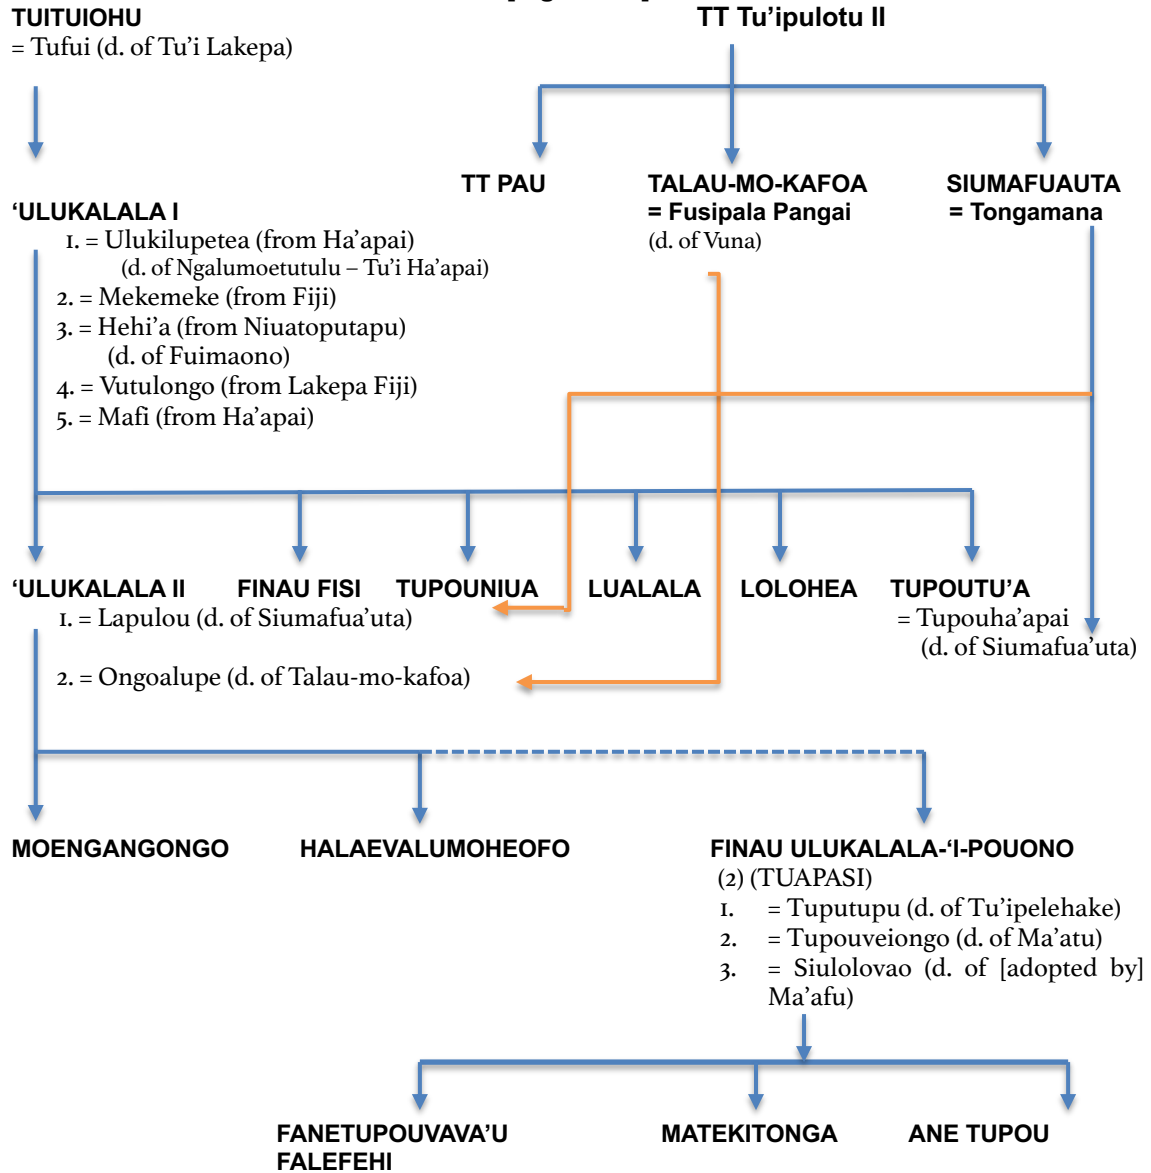 TUITUIOHU
= Tufui (d. of Tu’i Lakepa)
TT Tu’ipulotu II
TT PAU
TALAU-MO-KAFOA
= Fusipala Pangai
(d. of Vuna)
SIUMAFUAUTA
= Tongamana
‘ULUKALALA I
1. = Ulukilupetea (from Ha’apai)
(d. of Ngalumoetutulu – Tu’i Ha’apai)
2. = Mekemeke (from Fiji)
3. = Hehi’a (from Niuatoputapu)
(d. of Fuimaono)
4. = Vutulongo (from Lakepa Fiji)
5. = Mafi (from Ha’apai)
‘ULUKALALA II
1. = Lapulou (d. of Siumafua’uta)
2. = Ongoalupe (d. of Talau-mo-kafoa)
FINAU FISI
TUPOUNIUA
LUALALA
LOLOHEA
TUPOUTU’A
= Tupouha’apai
(d. of Siumafua’uta)
MOENGANGONGO
HALAEVALUMOHEOFO
FINAU ULUKALALA-‘I-POUONO
(2) (TUAPASI)
1. = Tuputupu (d. of Tu’ipelehake)
2. = Tupouveiongo (d. of Ma’atu)
3. = Siulolovao (d. of [adopted by]
Ma’afu)
FANETUPOUVAVA’U
FALEFEHI
MATEKITONGA
ANE TUPOU